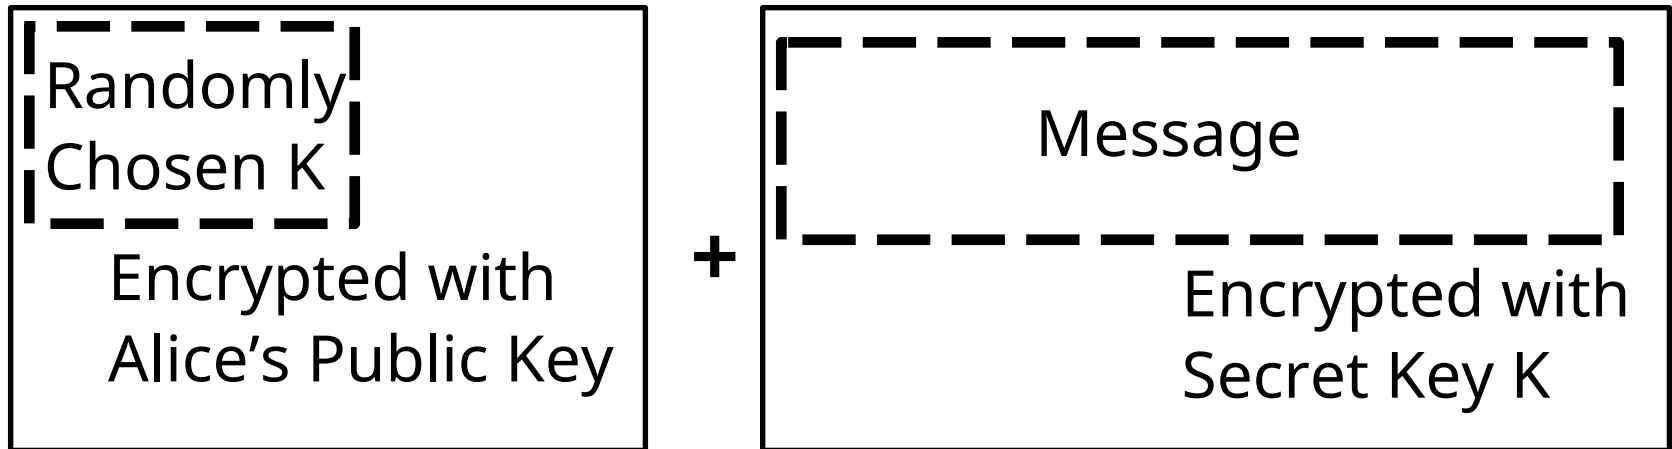 Randomly
Chosen K
Encrypted with
Alice’s Public Key
+
Message
Encrypted with
Secret Key K